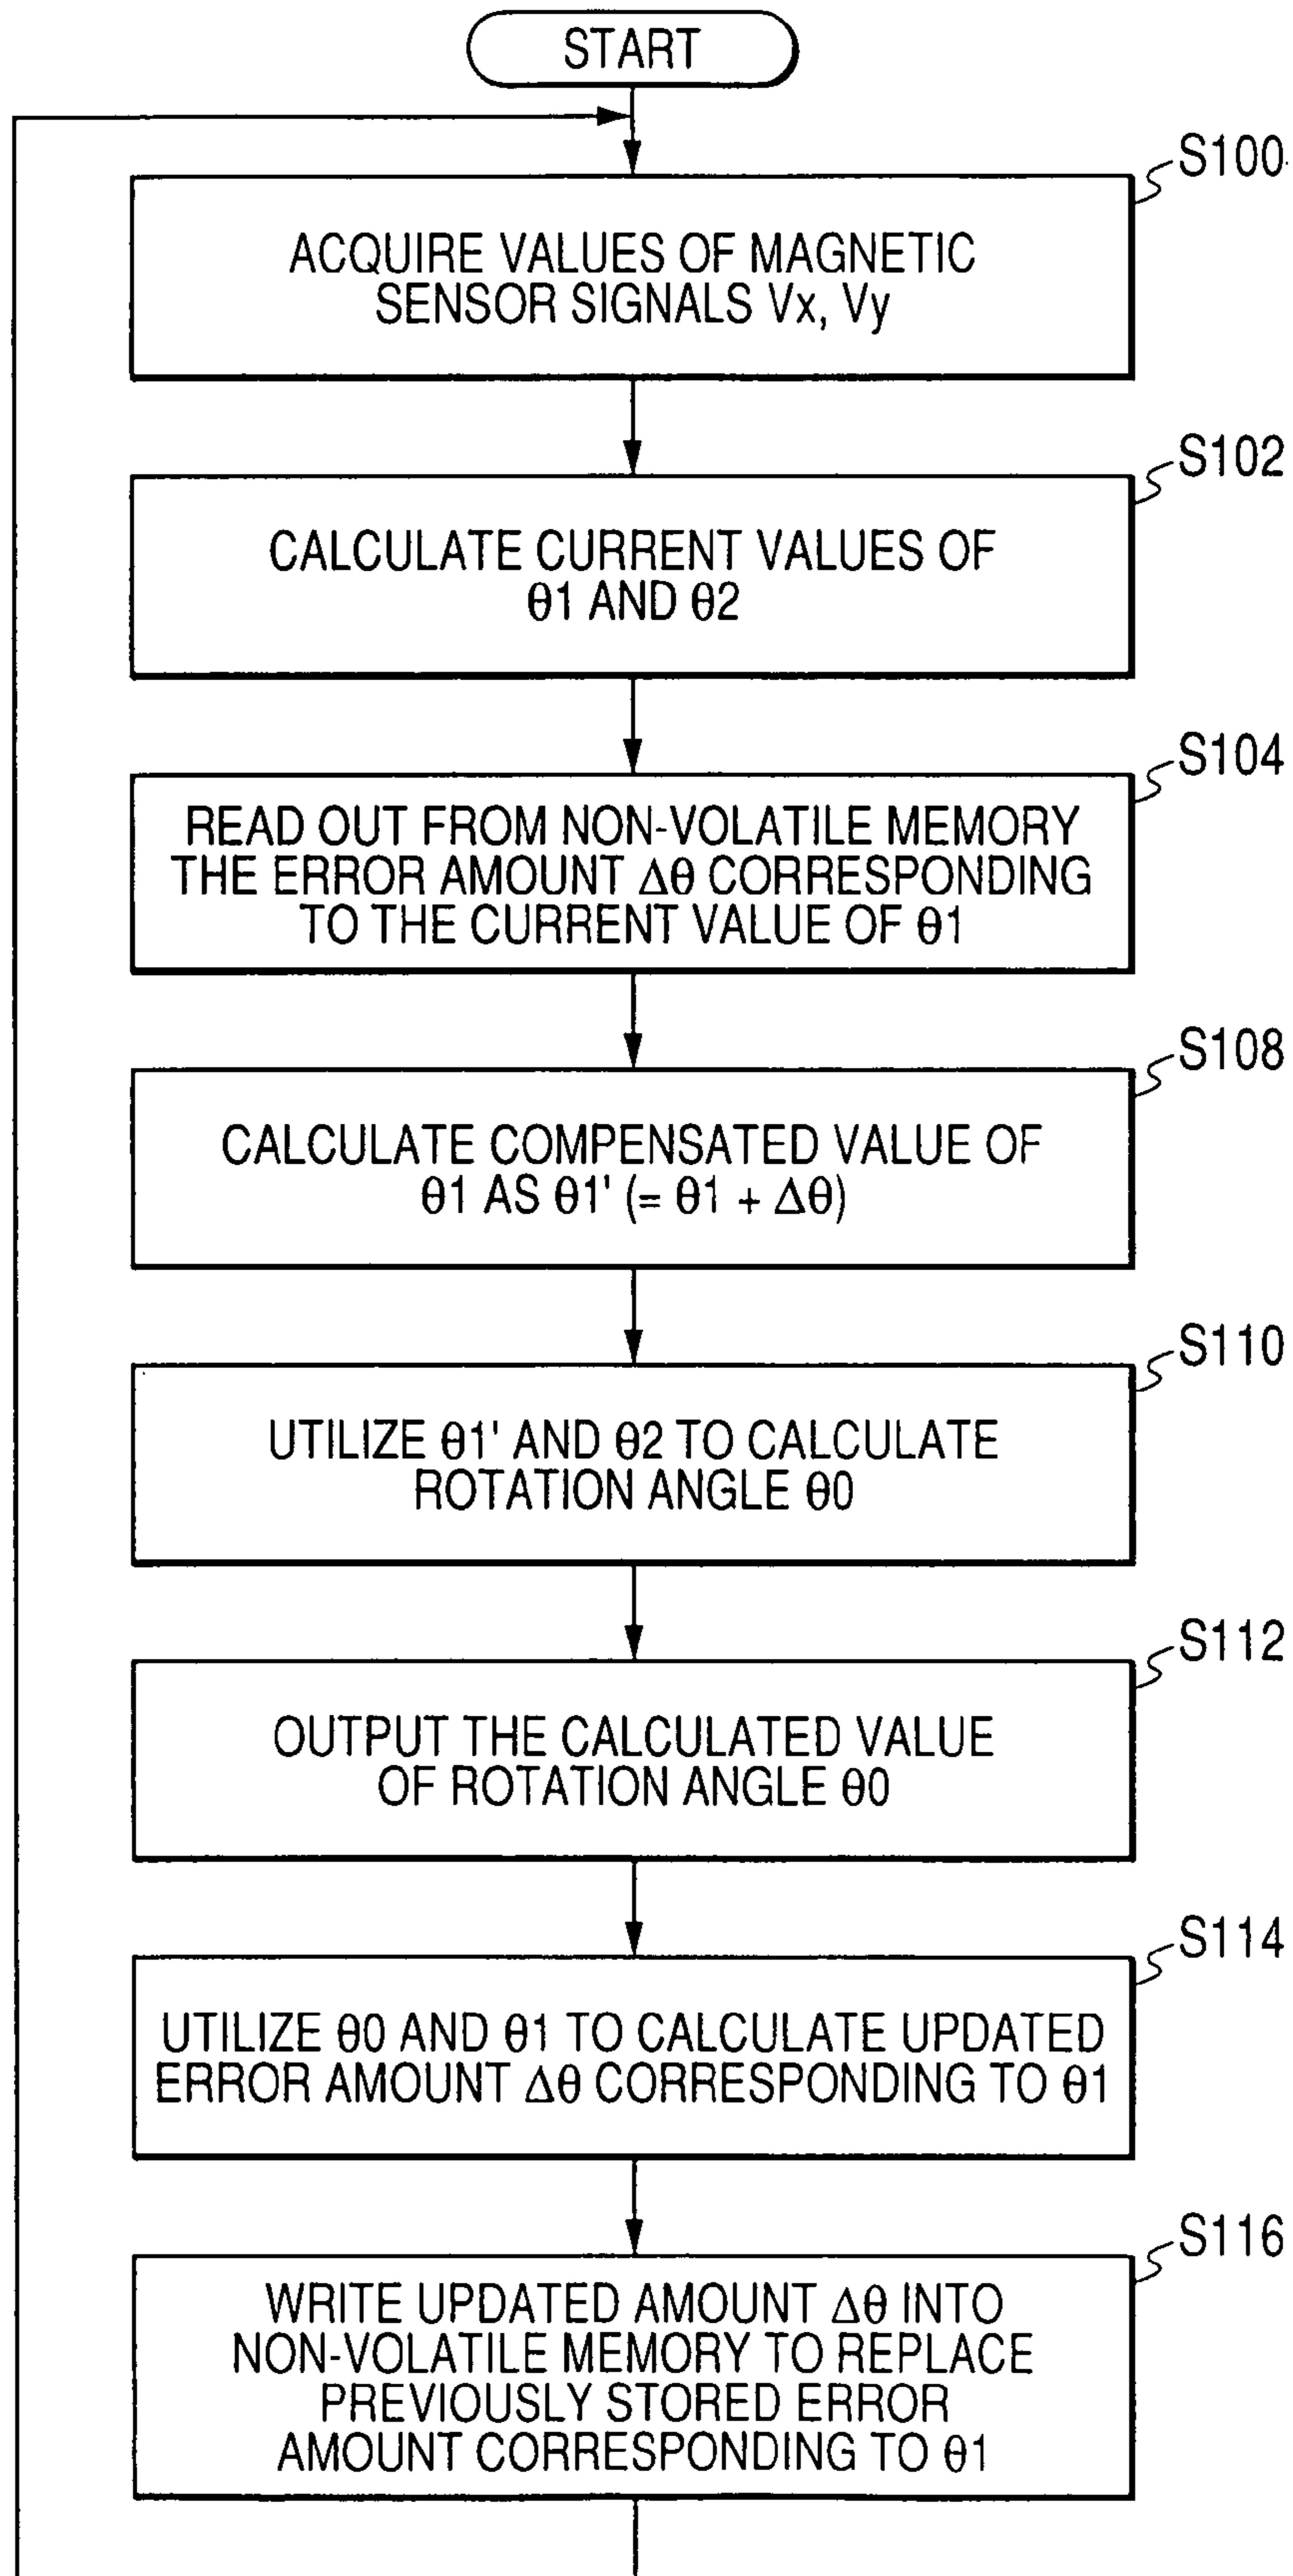 START
S100
ACQUIRE VALUES OF MAGNETIC
SENSOR SIGNALS Vx, Vy
S102
CALCULATE CURRENT VALUES OF
θ1 AND θ2
S104
READ OUT FROM NON-VOLATILE MEMORY
THE ERROR AMOUNT Δθ CORRESPONDING
TO THE CURRENT VALUE OF θ1
S108
CALCULATE COMPENSATED VALUE OF
θ1 AS θ1' (= θ1 + Δθ)
S110
UTILIZE θ1' AND θ2 TO CALCULATE
ROTATION ANGLE θ0
S112
OUTPUT THE CALCULATED VALUE
OF ROTATION ANGLE θ0
S114
UTILIZE θ0 AND θ1 TO CALCULATE UPDATED
ERROR AMOUNT Δθ CORRESPONDING TO θ1
S116
WRITE UPDATED AMOUNT Δθ INTO
NON-VOLATILE MEMORY TO REPLACE
PREVIOUSLY STORED ERROR
AMOUNT CORRESPONDING TO θ1